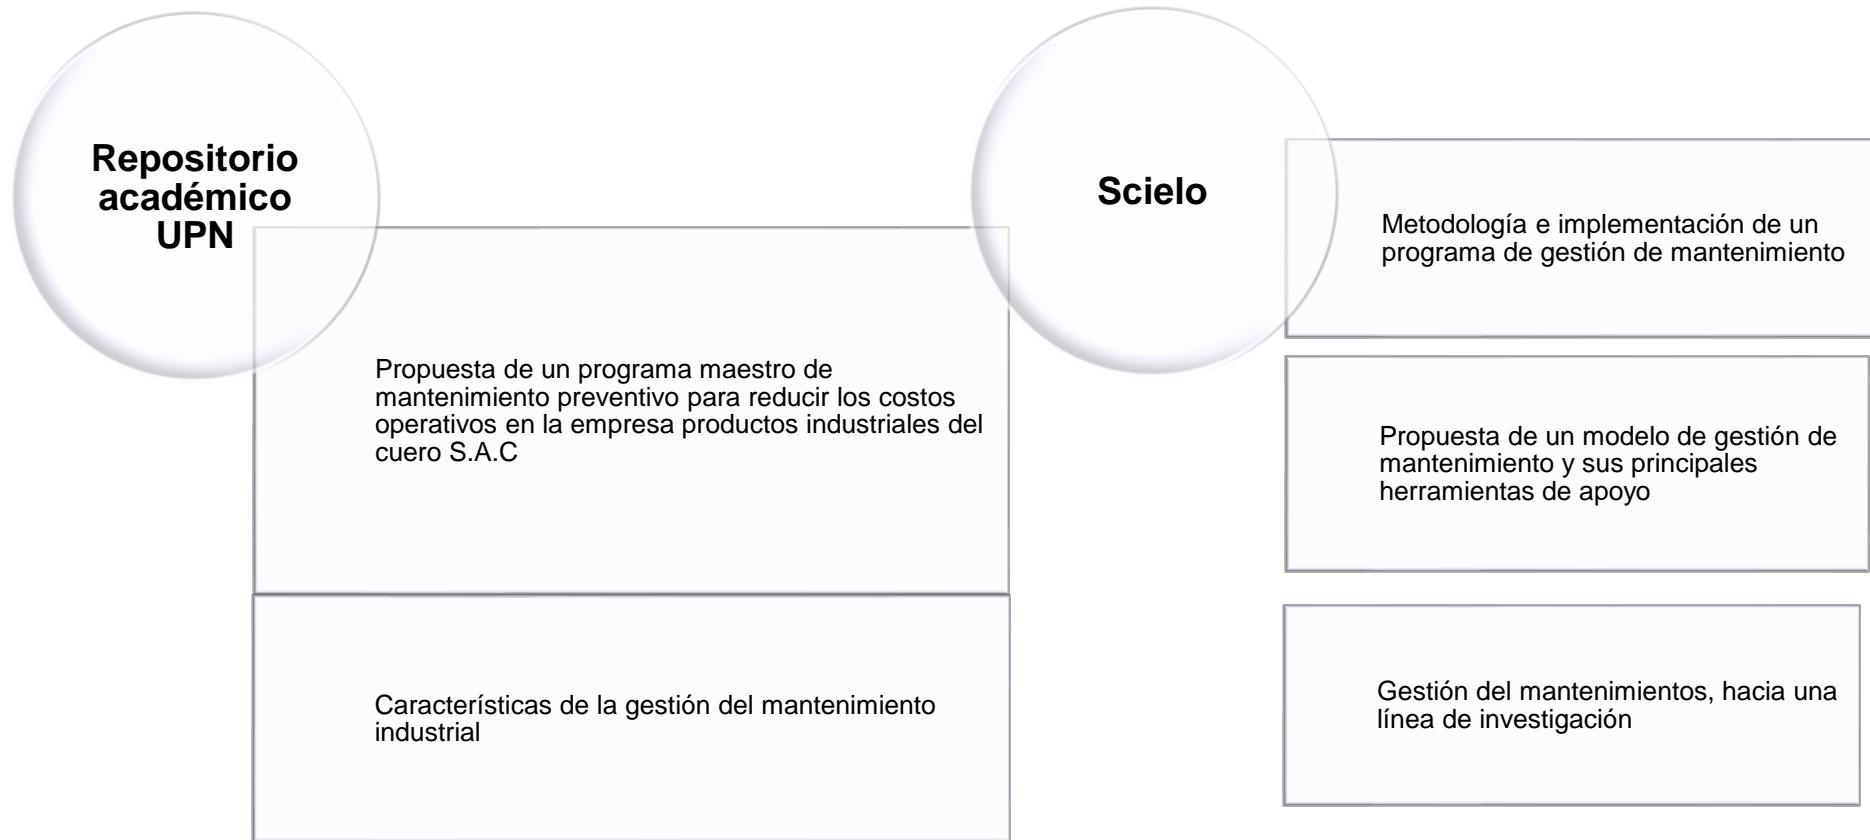 Repositorio
académico
UPN
Propuesta de un programa maestro de
mantenimiento preventivo para reducir los costos
operativos en la empresa productos industriales del
cuero S.A.C
Características de la gestión del mantenimiento
industrial
Scielo
Metodología e implementación de un
programa de gestión de mantenimiento
Propuesta de un modelo de gestión de
mantenimiento y sus principales
herramientas de apoyo
Gestión del mantenimientos, hacia una
línea de investigación